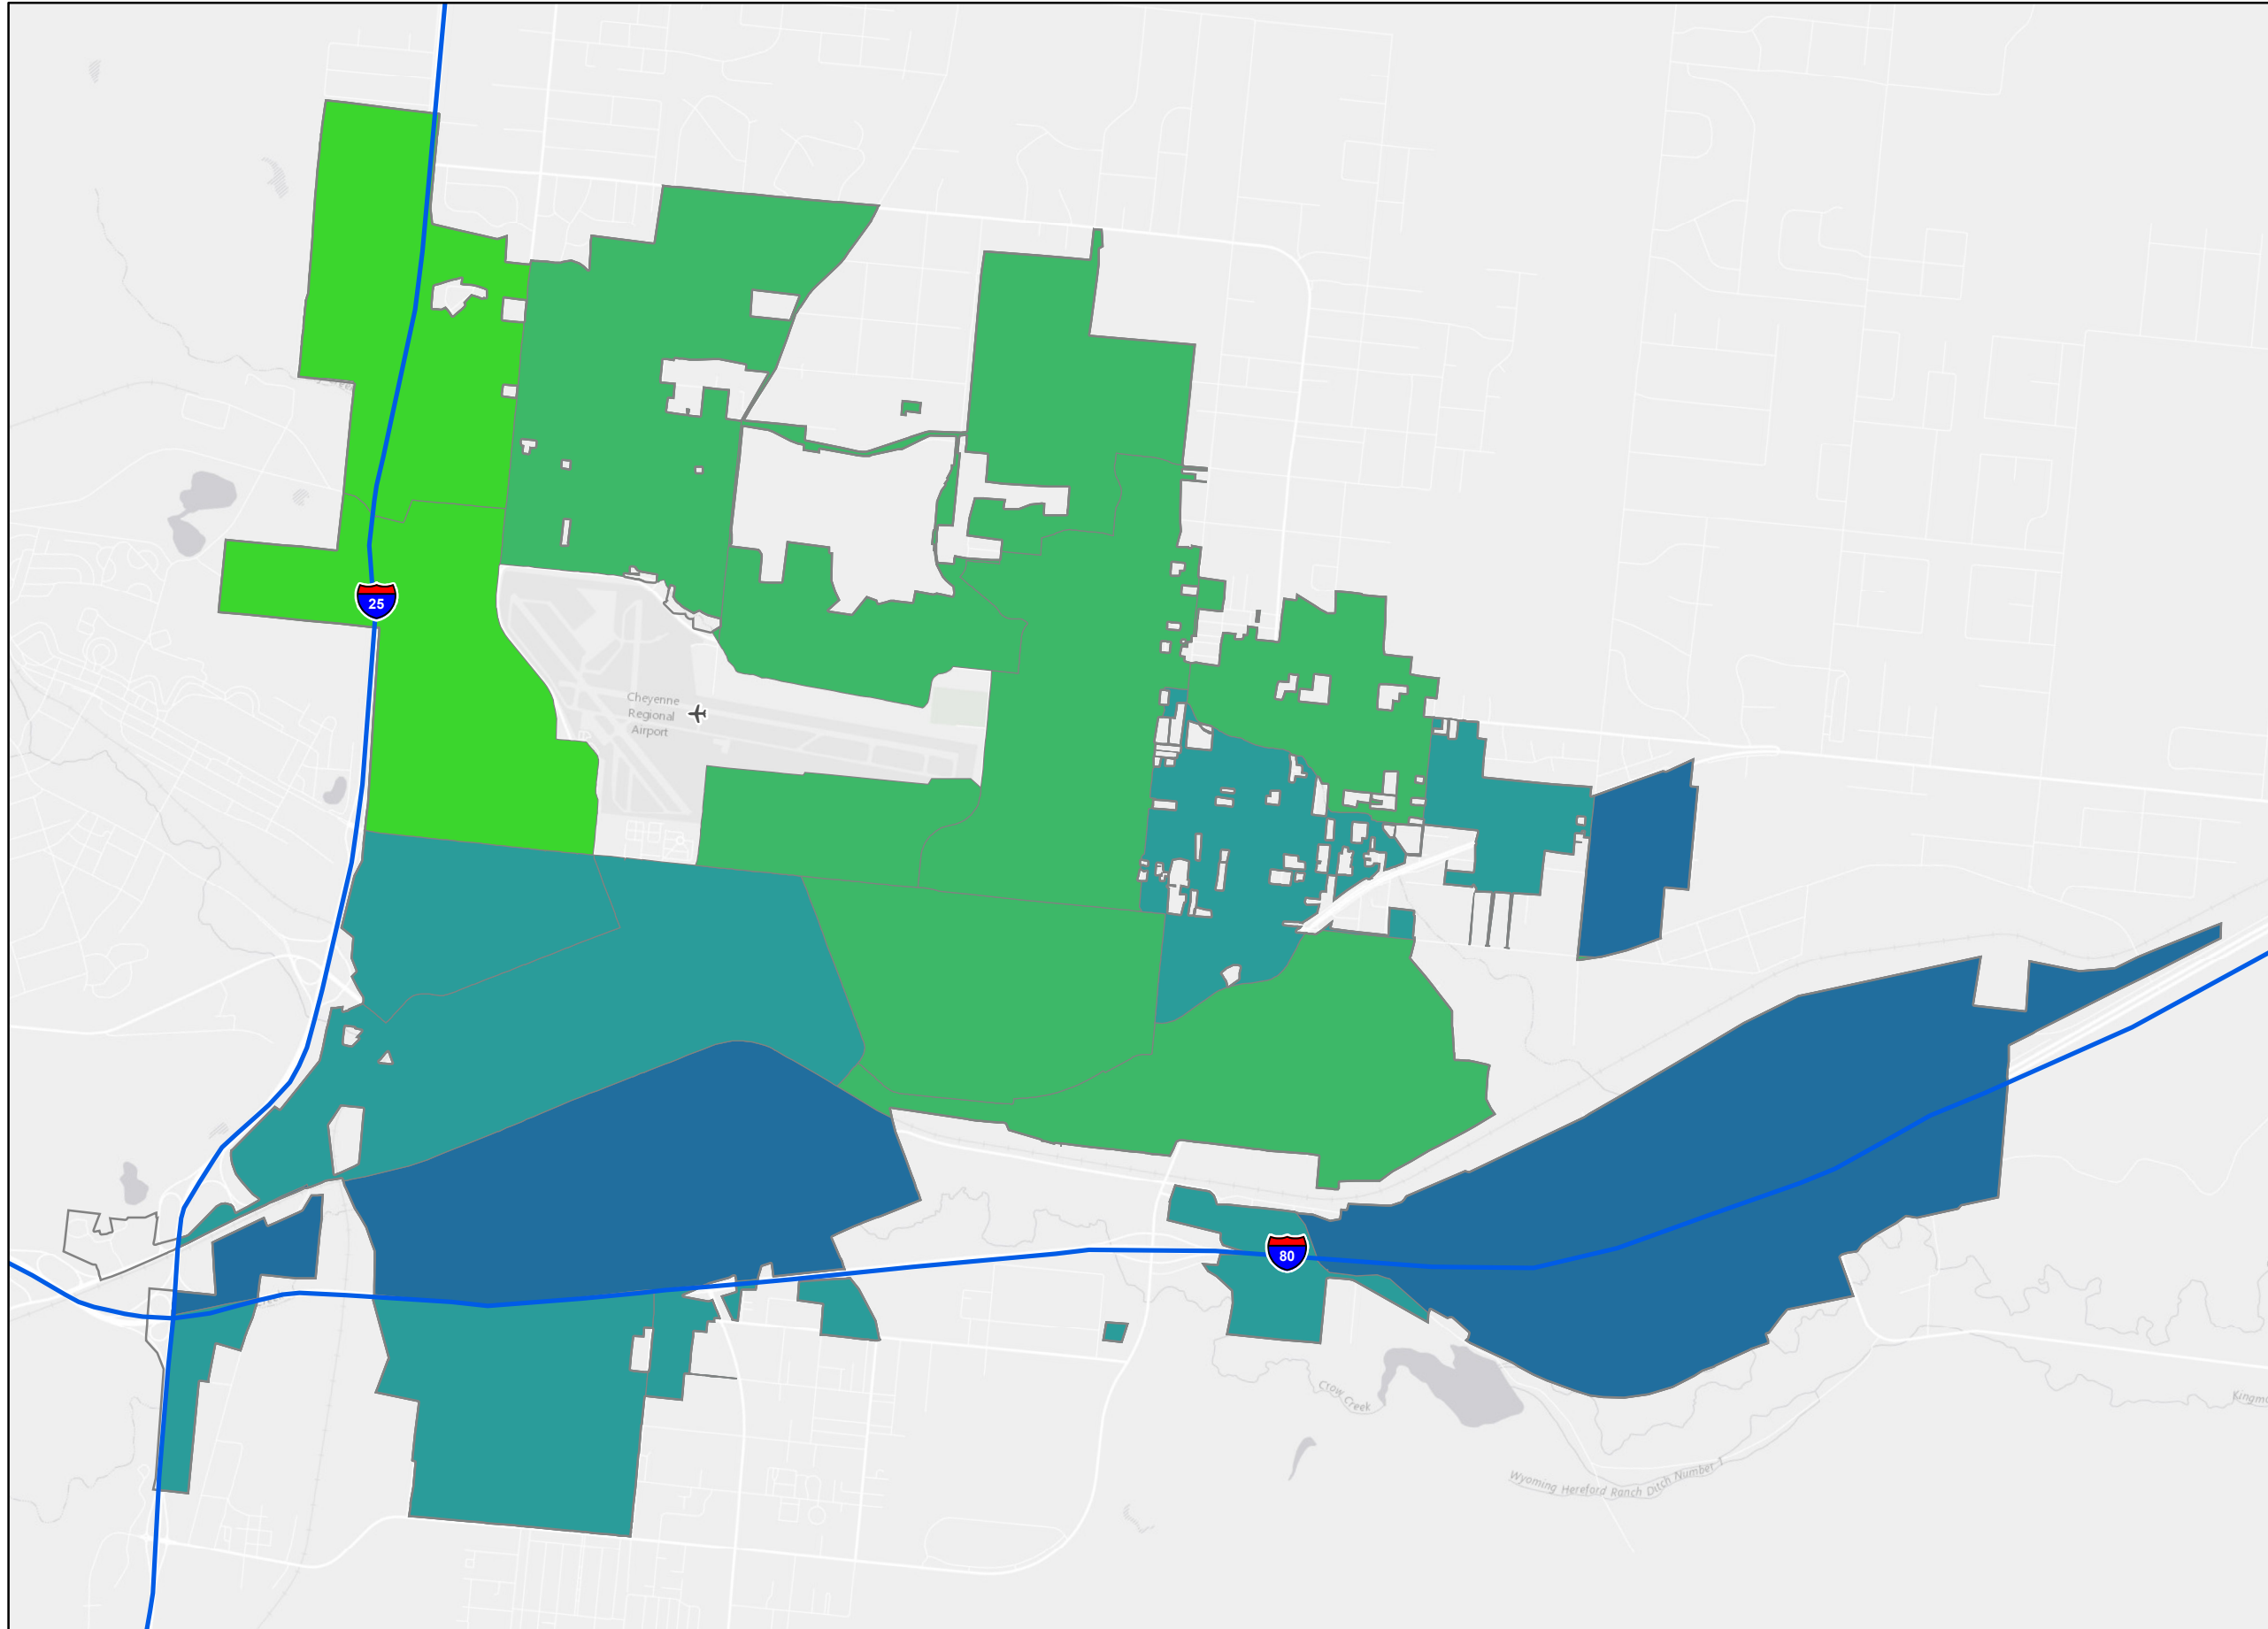 25
Cheyenne
Regional
Airport
80
Crow Creek
Wyoming Hereford Ranch Ditch Number 1